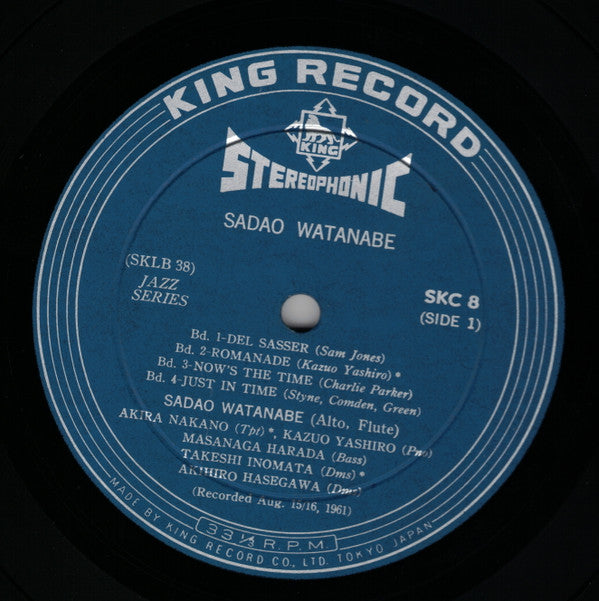 KING RECORD
KING
STEREOPHONIC
SADAO WATANABE
(SKLB 38)
JAZZ
SERIES
SKC 8
(SIDE 1)
Bd. 1-DEL SASSER (Sam Jones)
Bd. 2-ROMANADE (Kazuo Yashiro)*
Bd. 3-NOW'S THE TIME (Charlie Parker)
Bd. 4-JUST IN TIME (Styne, Comden, Green)
SADAO WATANABE (Alto, Flute)
AKIRA NAKANO (Tpt)*, KAZUO YASHIRO (Pno)
MASANAGA HARADA (Bass)
TAKESHI INOMATA (Dms)*
AKIHIRO HASEGAWA (Dms)
(Recorded Aug. 15/16, 1961)
33⅓ R.P.M
MADE BY KING RECORD CO., LTD. TOKYO JAPAN